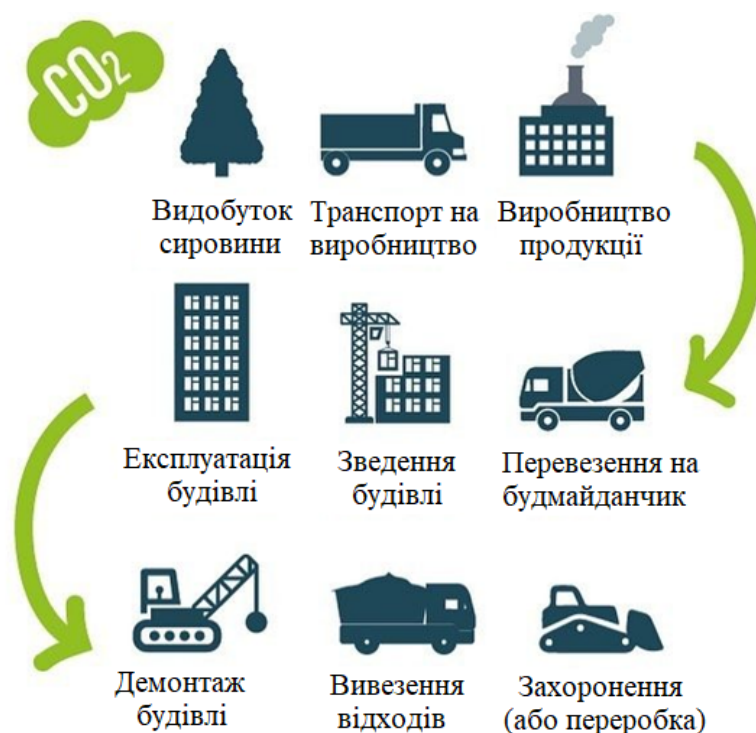 CO2
Видобуток
сировини
Транспорт на
виробництво
Виробництво
продукції
Експлуатація
будівлі
Зведення
будівлі
Перевезення на
будмайданчик
Демонтаж
будівлі
Вивезення
відходів
Захоронення
(або переробка)